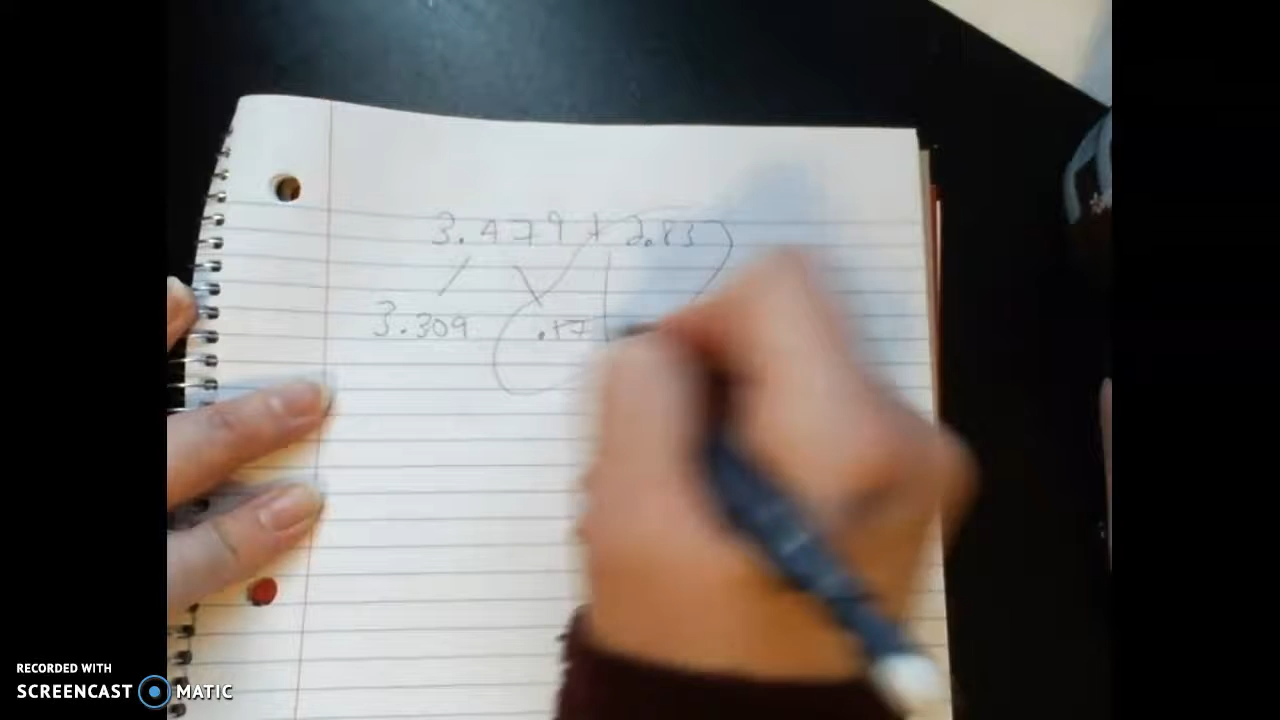 3.479 + 2.83
3.309 .17
RECORDED WITH
SCREENCAST MATIC